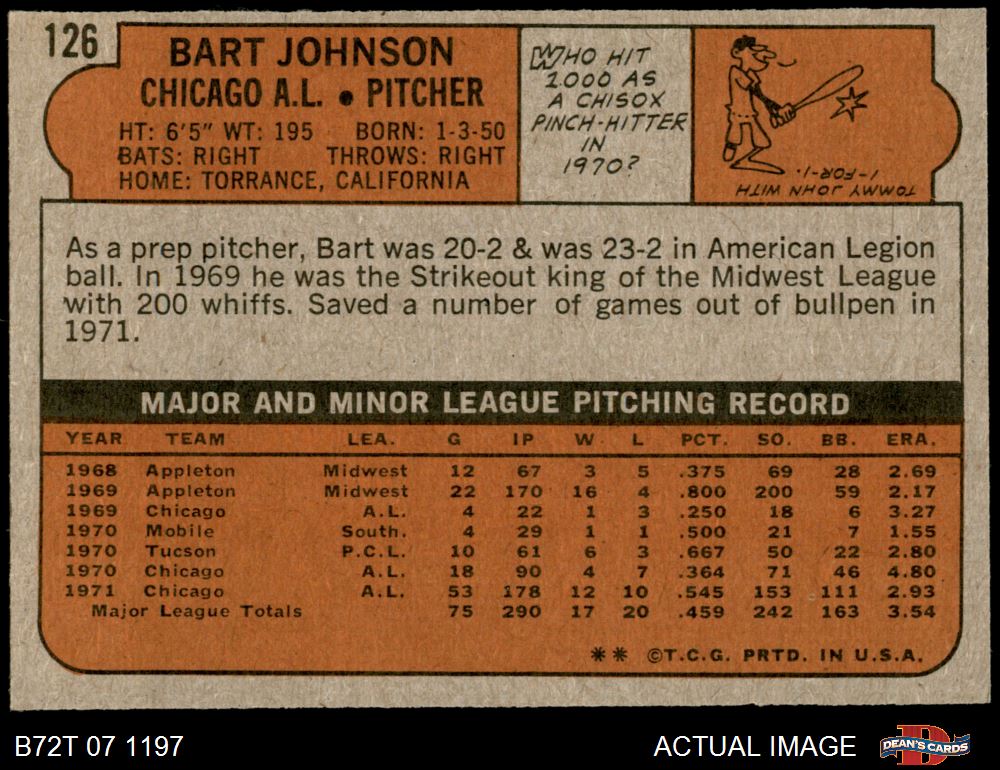 126
BART JOHNSON
CHICAGO A.L. • PITCHER
HT: 6'5" WT: 195 BORN: 1-3-50
BATS: RIGHT THROWS: RIGHT
HOME: TORRANCE, CALIFORNIA
WHO HIT
1.000 AS
A CHISOX
PINCH-HITTER
IN
1970?
TOMMY JOHN WITH
1-FOR-1.
As a prep pitcher, Bart was 20-2 & was 23-2 in American Legion
ball. In 1969 he was the Strikeout king of the Midwest League
with 200 whiffs. Saved a number of games out of bullpen in
1971.
MAJOR AND MINOR LEAGUE PITCHING RECORD
YEAR TEAM LEA. G IP W L PCT. SO. BB. ERA.
1968 Appleton Midwest 12 67 3 5 .375 69 28 2.69
1969 Appleton Midwest 22 170 16 4 .800 200 59 2.17
1969 Chicago A.L. 4 22 1 3 .250 18 6 3.27
1970 Mobile South. 4 29 1 1 .500 21 7 1.55
1970 Tucson P.C.L. 10 61 6 3 .667 50 22 2.80
1970 Chicago A.L. 18 90 4 7 .364 71 46 4.80
1971 Chicago A.L. 53 178 12 10 .545 153 111 2.93
Major League Totals 75 290 17 20 .459 242 163 3.54
** ©T.C.G. PRTD. IN U.S.A.
B72T 07 1197
ACTUAL IMAGE
D
DEAN'S CARDS